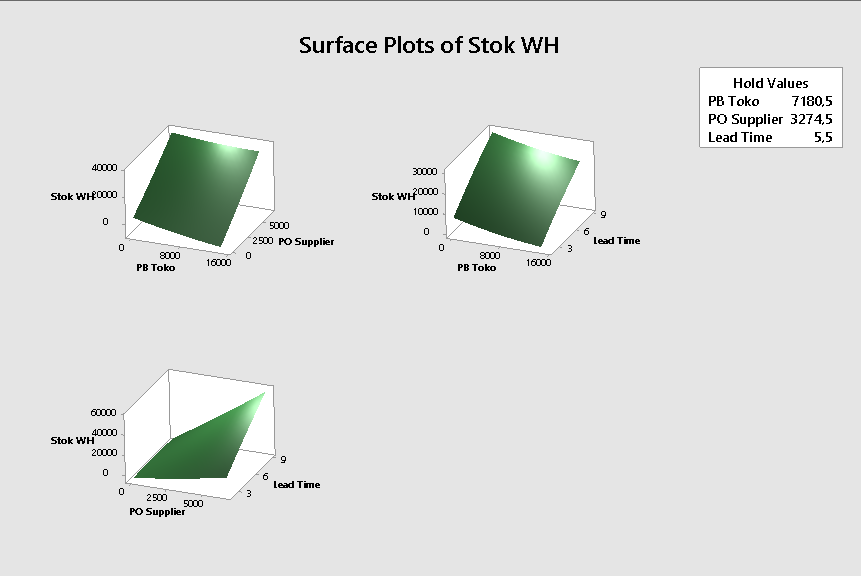 Surface Plots of Stok WH
Hold Values
PB Toko 7180,5
PO Supplier 3274,5
Lead Time 5,5
40000
Stok WH 20000
0
0
8000
16000
PB Toko
0
2500
5000
PO Supplier
30000
Stok WH 20000
10000
0
0
8000
16000
PB Toko
3
6
9
Lead Time
60000
Stok WH 40000
20000
0
0
2500
5000
PO Supplier
3
6
9
Lead Time